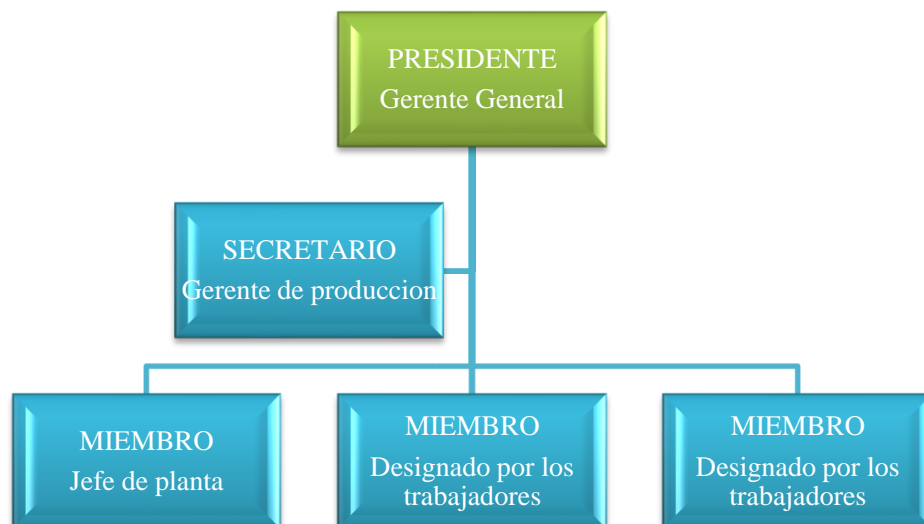 PRESIDENTE
Gerente General
SECRETARIO
Gerente de produccion
MIEMBRO
Jefe de planta
MIEMBRO
Designado por los
trabajadores
MIEMBRO
Designado por los
trabajadores